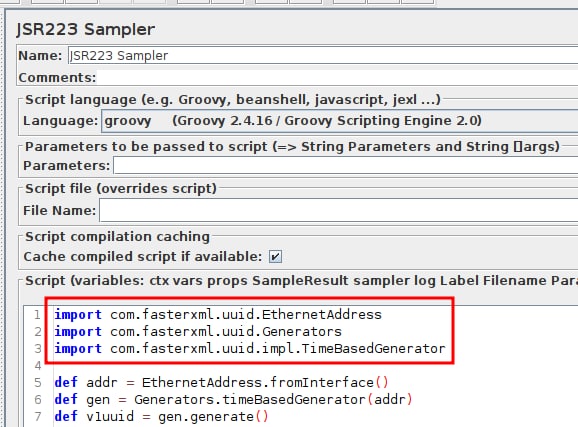 JSR223 Sampler
Name: JSR223 Sampler
Comments:
Script language (e.g. Groovy, beanshell, javascript, jexl ...)
Language: groovy (Groovy 2.4.16 / Groovy Scripting Engine 2.0)
Parameters to be passed to script (=> String Parameters and String []args)
Parameters:
Script file (overrides script)
File Name:
Script compilation caching
Cache compiled script if available:
Script (variables: ctx vars props SampleResult sampler log Label Filename Para
1 import com.fasterxml.uuid.EthernetAddress
2 import com.fasterxml.uuid.Generators
3 import com.fasterxml.uuid.impl.TimeBasedGenerator
4
5 def addr = EthernetAddress.fromInterface()
6 def gen = Generators.timeBasedGenerator(addr)
7 def v1uuid = gen.generate()